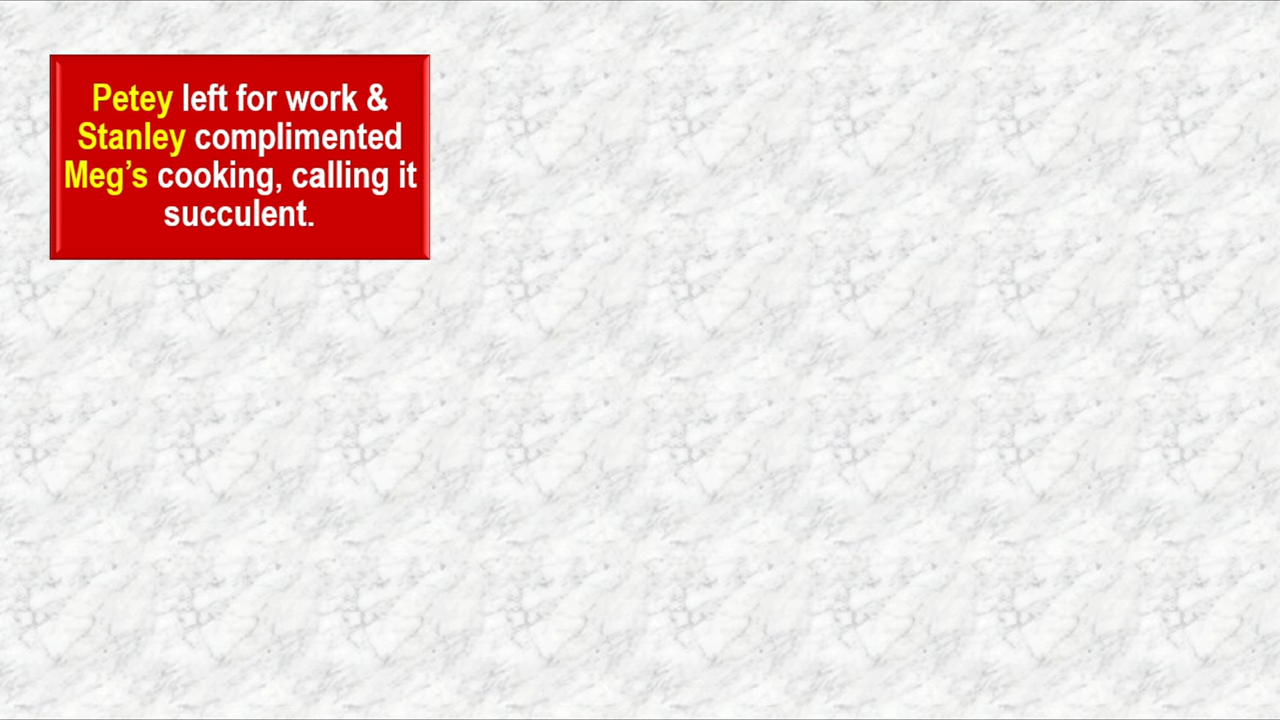 Petey left for work &
Stanley complimented
Meg’s cooking, calling it
succulent.